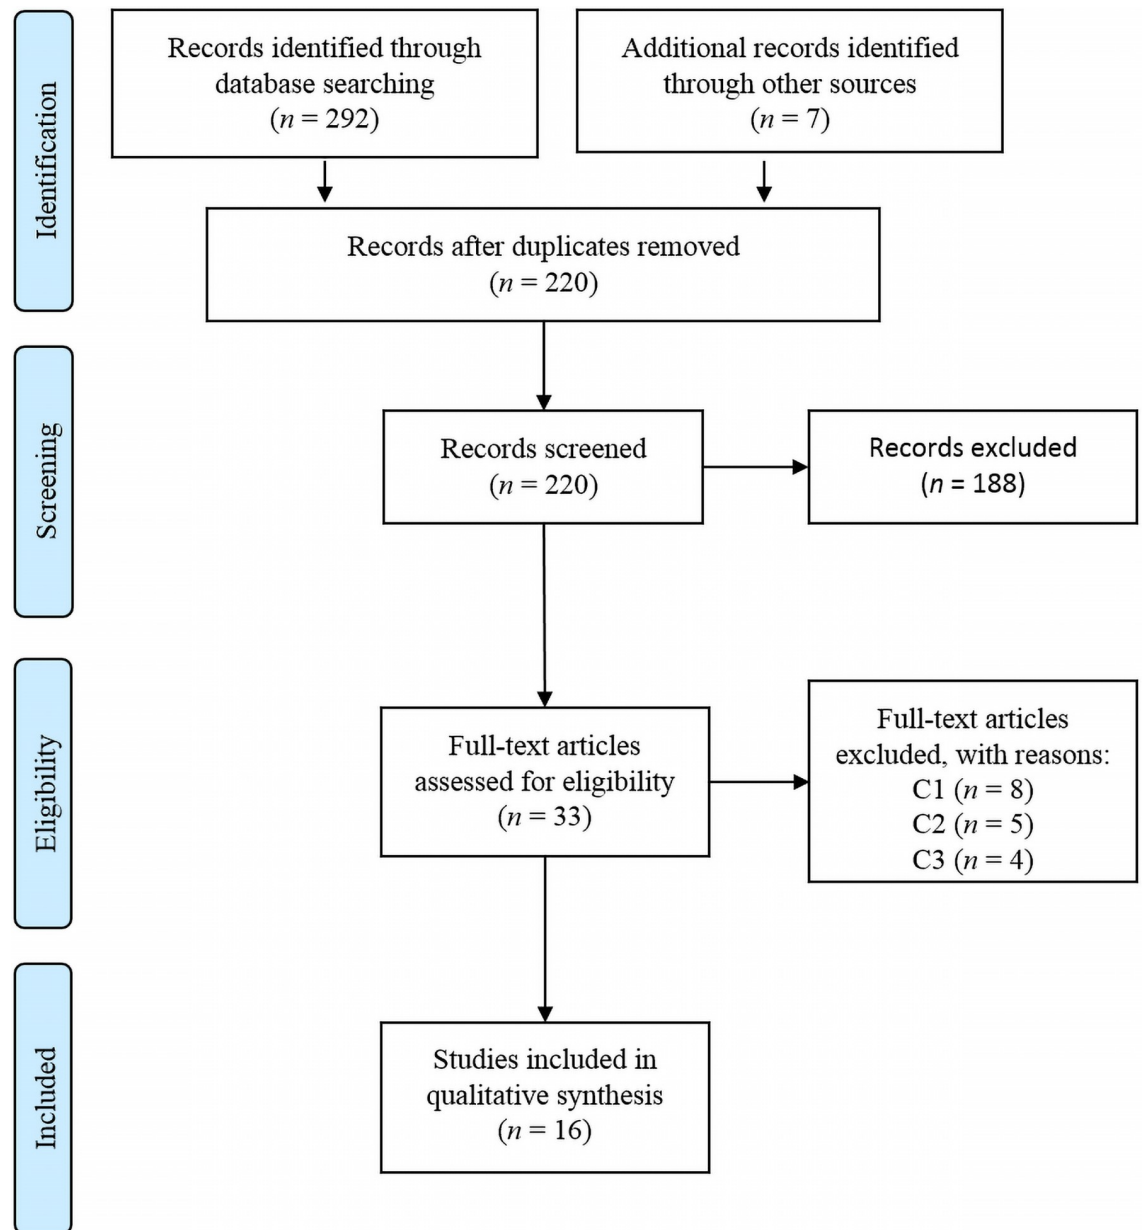 Identification
Records identified through
database searching
(n = 292)
Additional records identified
through other sources
(n = 7)
Records after duplicates removed
(n = 220)
Screening
Records screened
(n = 220)
Records excluded
(n = 188)
Eligibility
Full-text articles
assessed for eligibility
(n = 33)
Full-text articles
excluded, with reasons:
C1 (n = 8)
C2 (n = 5)
C3 (n = 4)
Included
Studies included in
qualitative synthesis
(n = 16)